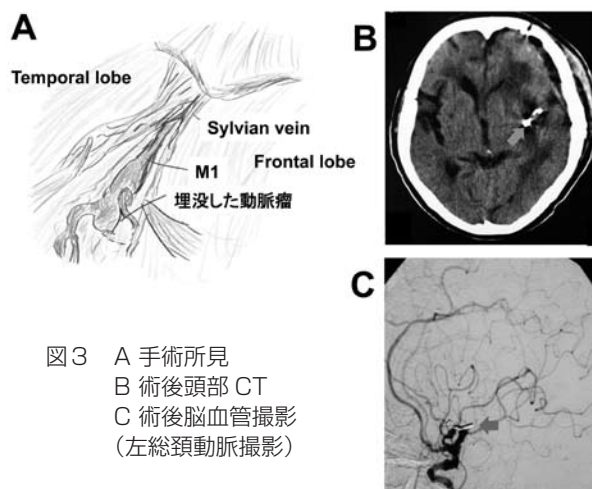 A
Temporal lobe
Sylvian vein
Frontal lobe
M1
埋没した動脈瘤
B
C
図3 A 手術所見
B 術後頭部 CT
C 術後脳血管撮影
(左総頚動脈撮影)